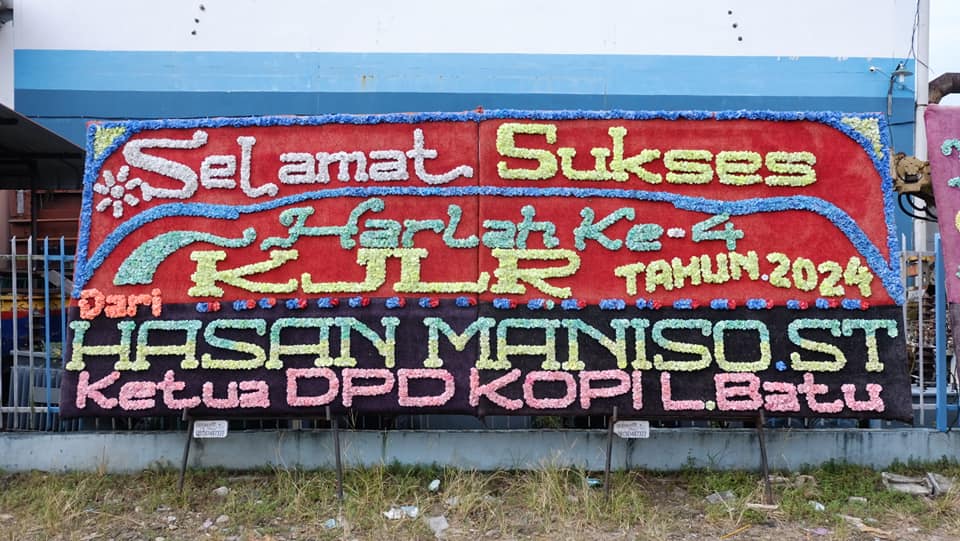 Selamat Sukses
Harlah Ke-4
KJLR TAHUN.2024
Dari
HASAN MANISO.ST
Ketua DPD KOPI L.Batu